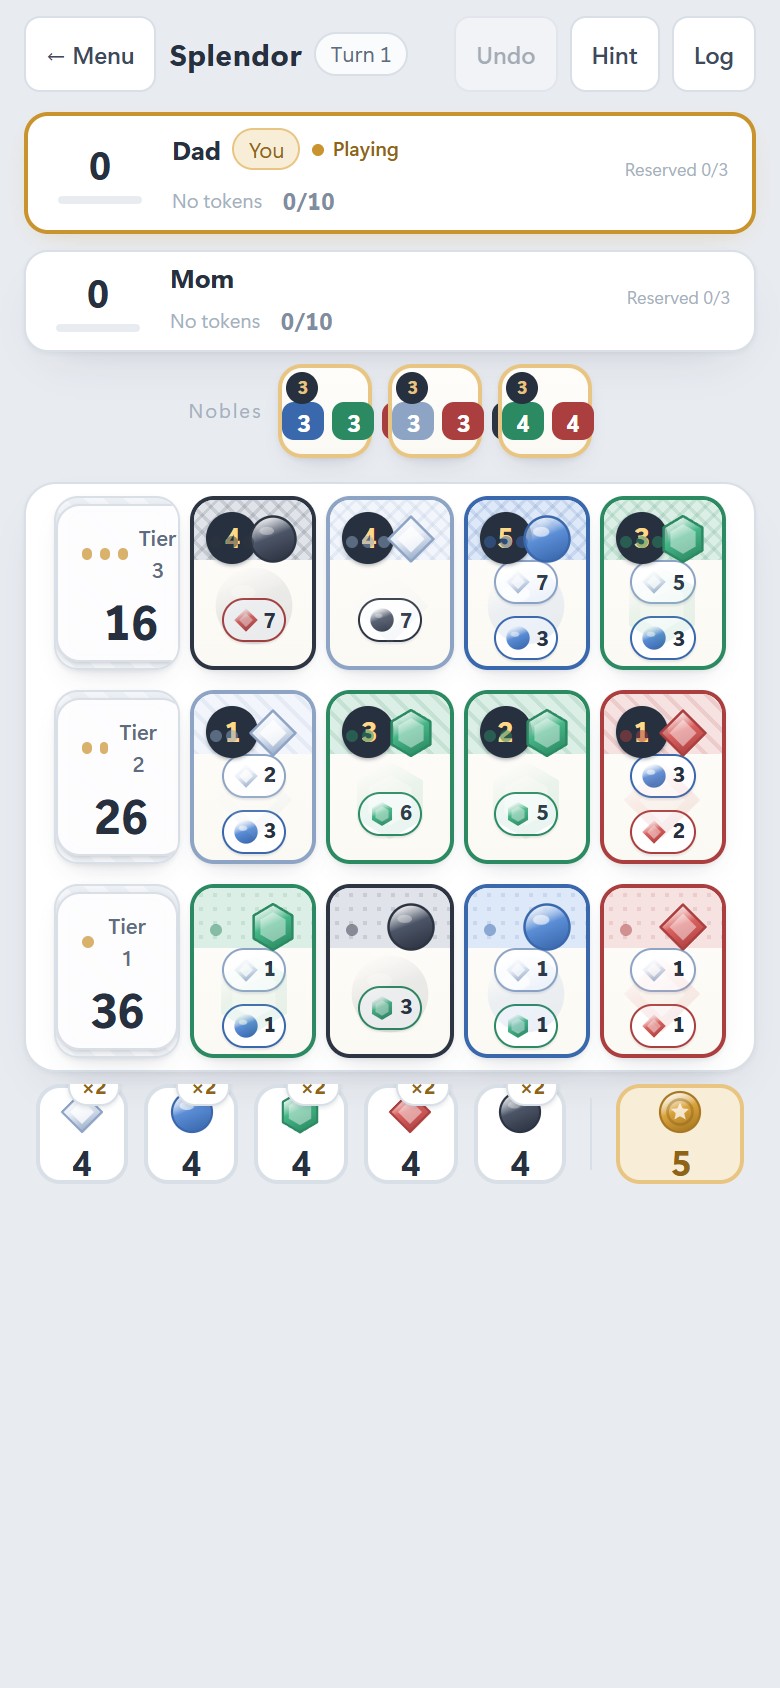 ← Menu Splendor Turn 1 Undo Hint Log
0 Dad You Playing Reserved 0/3
No tokens 0/10
0 Mom Reserved 0/3
No tokens 0/10
Nobles
3 3 3
3 3 3 3 4 4
Tier 3 16
4 7
4 7
5 7 3
3 5 3
Tier 2 26
1 2 3
3 6
2 5
1 3 2
Tier 1 36
1 1
3
1 1
1 1
×2 ×2 ×2 ×2 ×2
4 4 4 4 4 5